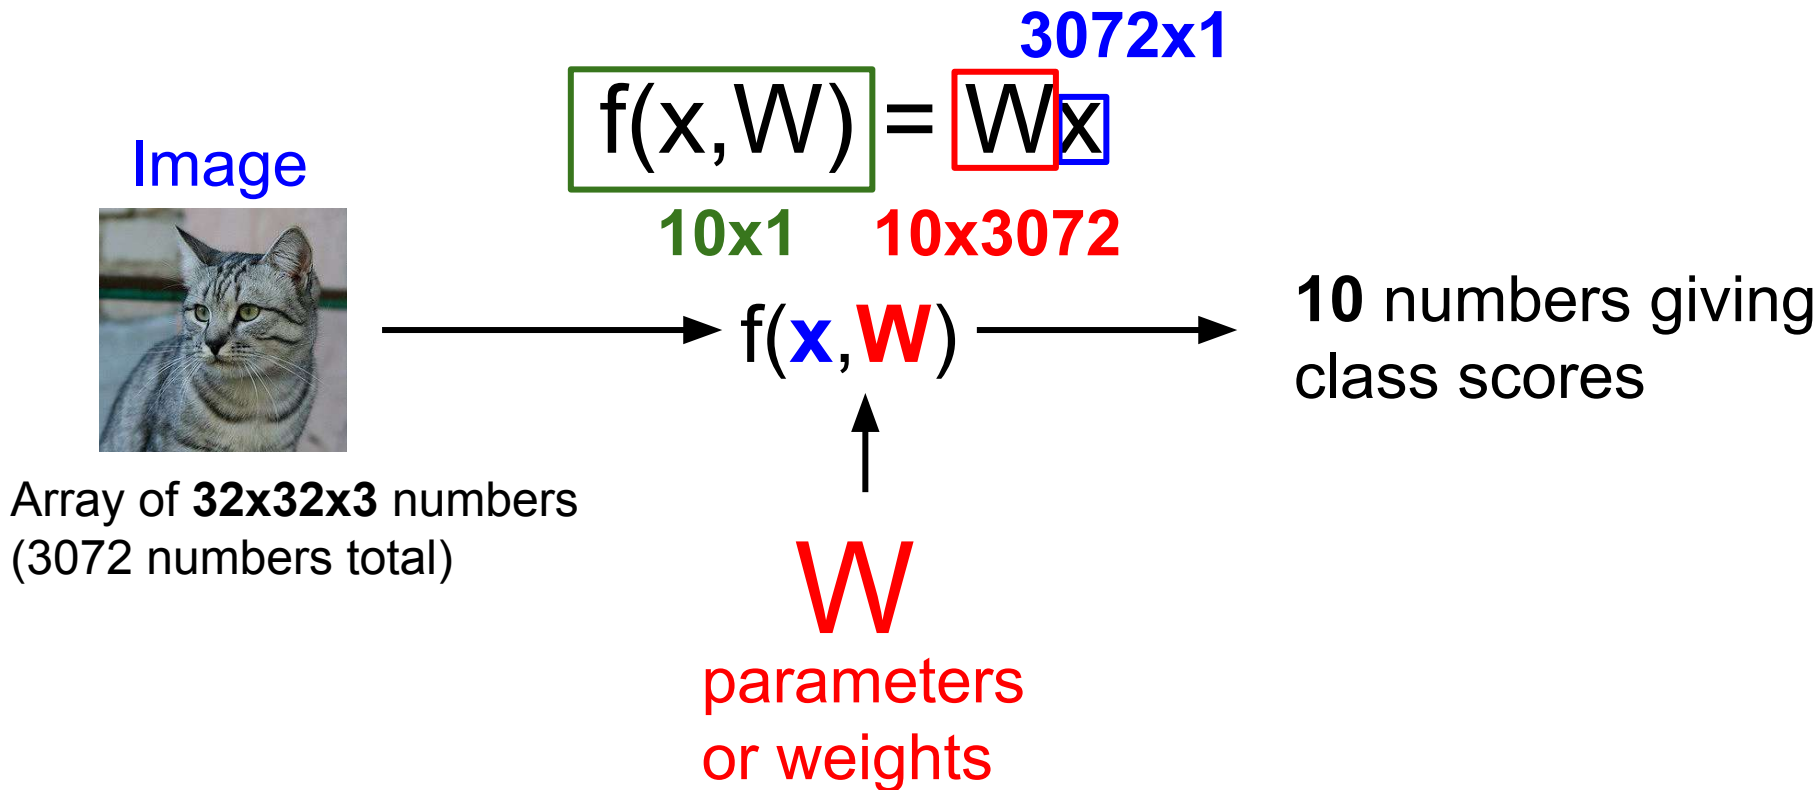 3072x1
f(x,W) = Wx
Image
10x1 10x3072
f(x,W)
10 numbers giving
class scores
Array of 32x32x3 numbers
(3072 numbers total)
W
parameters
or weights